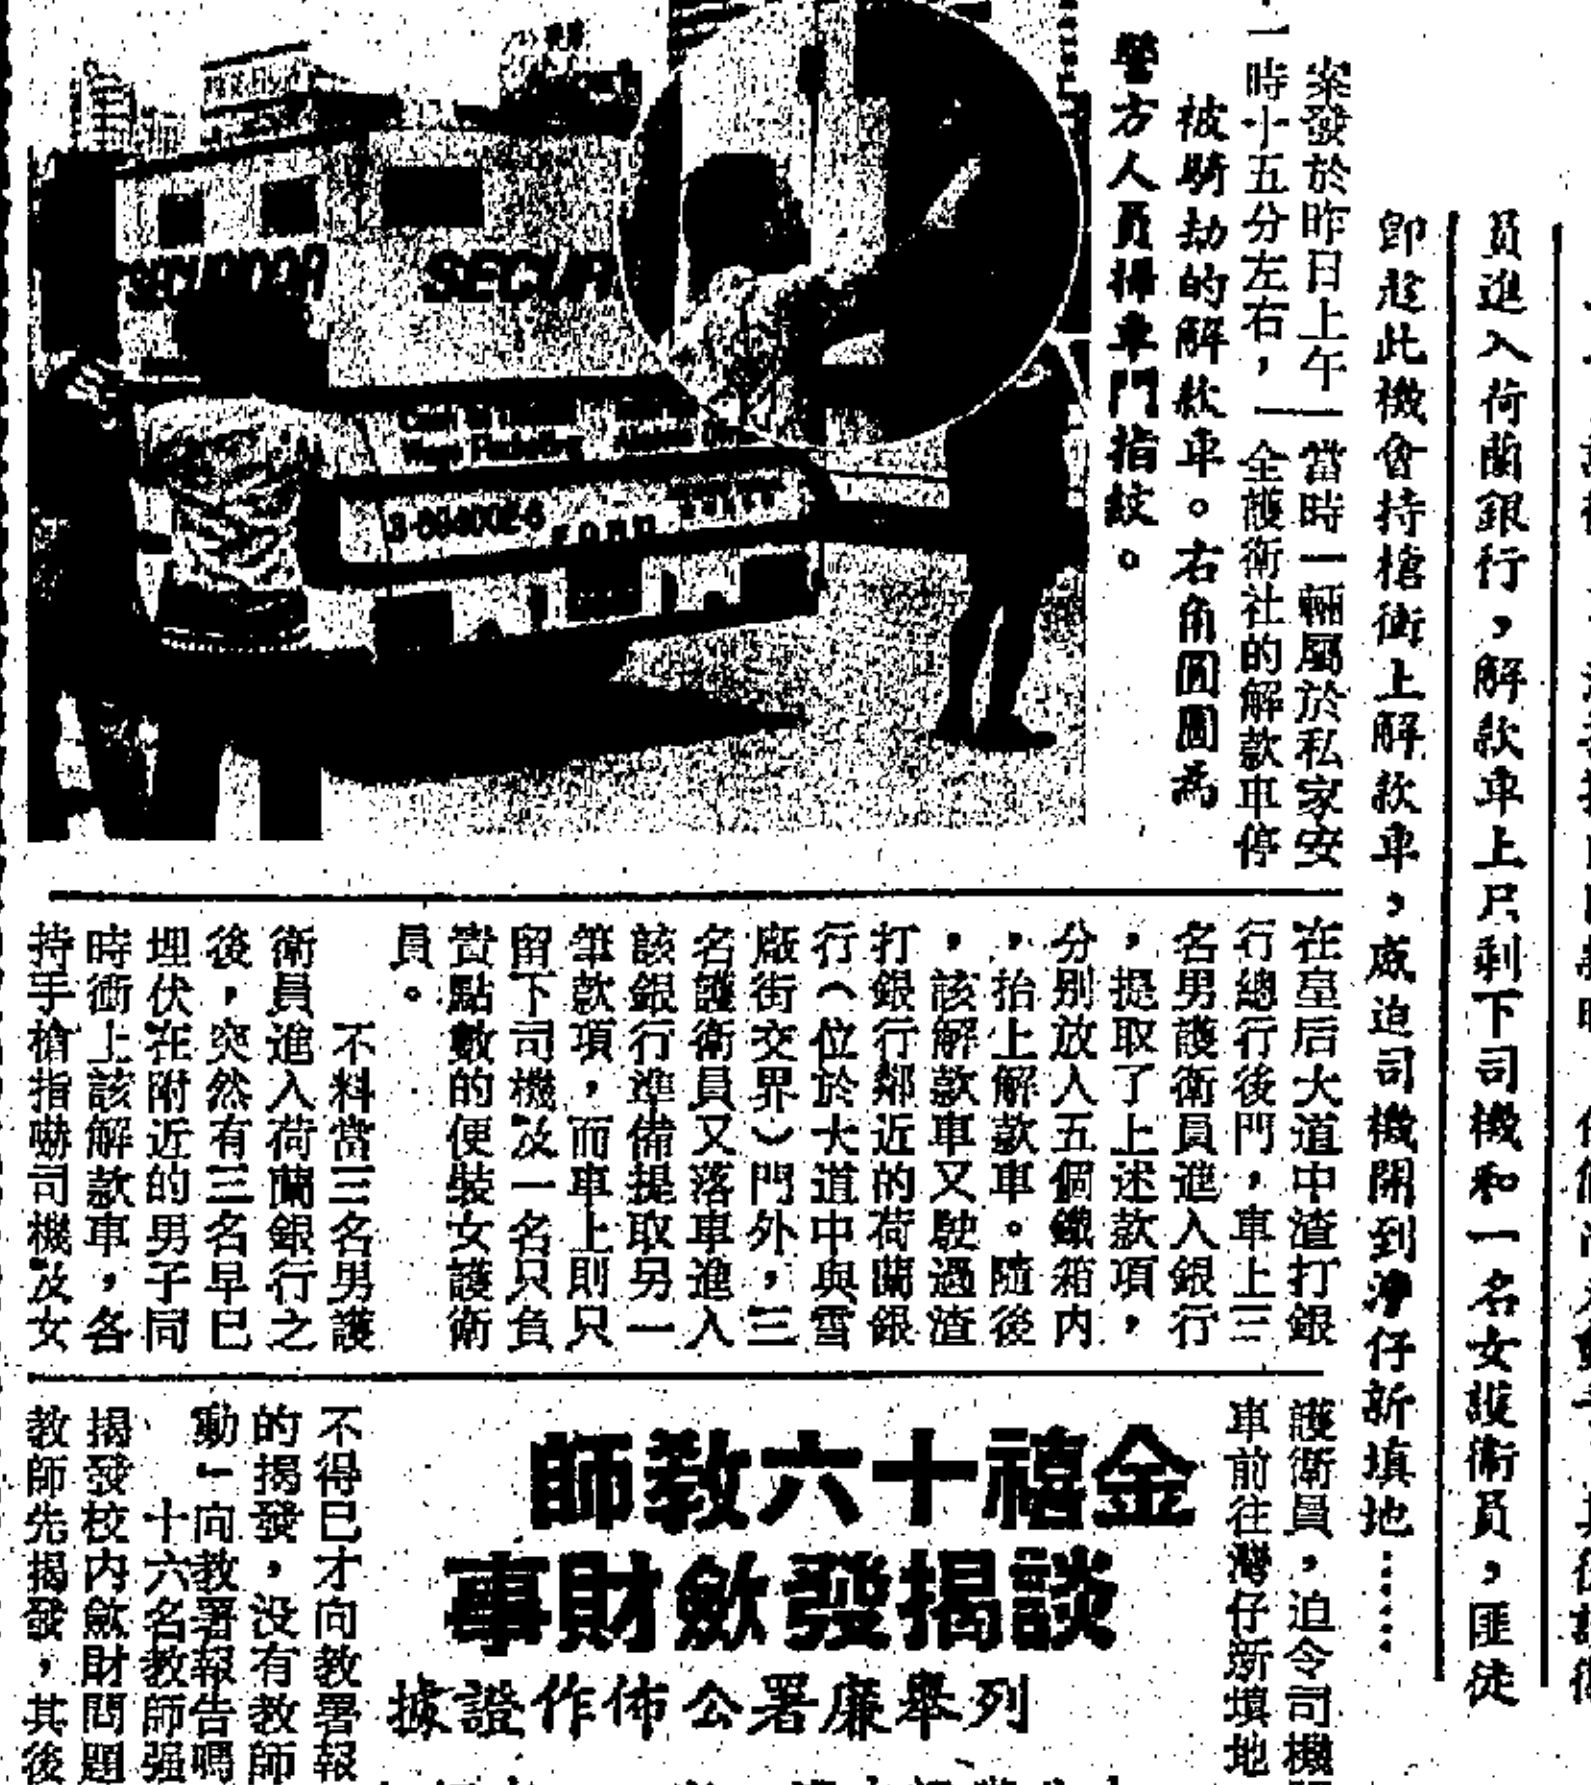 員進入荷蘭銀行，解款車上只剩下司機和一名女護衛員，匪徒
即趁此機會持槍衝上解款車，威迫司機開到灣仔新填地……
案發於昨日上午一
一時十五分左右，一
當時一輛屬於私家安
全護衛社的解款車停
被騎劫的解款車。右角圓圖為
警方人員掃車門指紋。
SECURICOR
SECUR
在皇后大道中渣打銀
行總行後門，車上三
名男護衛員進入銀行
，提取了上述款項，
分別放入五個鐵箱內
，抬上解款車。隨後
，該解款車又駛過渣
打銀行鄰近的荷蘭銀
行（位於大道中與雪
廠街交界）門外，三
名護衛員又落車進入
該銀行準備提取另一
筆款項，而車上則只
留下司機及一名只負
責點數的便裝女護衛
員。
不料當三名男護
衛員進入荷蘭銀行之
後，突然有三名早已
埋伏在附近的男子同
時衝上該解款車，各
持手槍指嚇司機及女
護衛員，迫令司機
車前往灣仔新填地
金禧十六教師
談揭發斂財事
列舉廉署公佈作證據
不得已才向教署報
的揭發，没有教師
動」向教署報告嗎
十六名教師强
揭發校內斂財問題
教師先揭發，其後